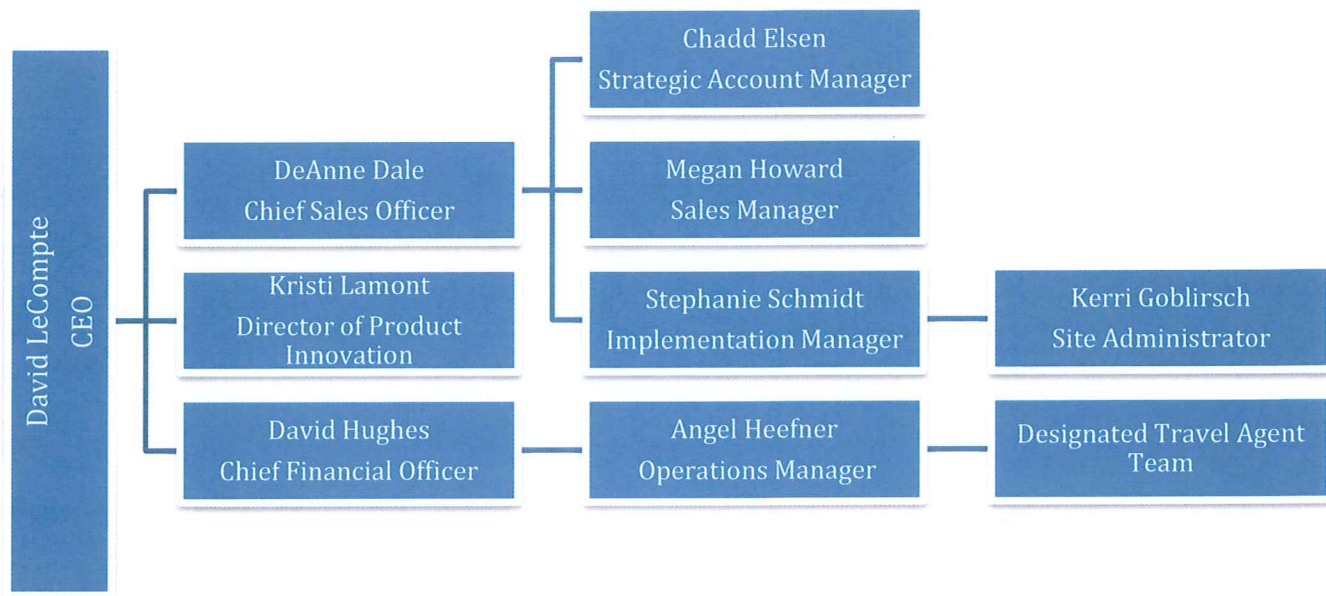 David LeCompte
CEO
DeAnne Dale
Chief Sales Officer
Kristi Lamont
Director of Product
Innovation
David Hughes
Chief Financial Officer
Chadd Elsen
Strategic Account Manager
Megan Howard
Sales Manager
Stephanie Schmidt
Implementation Manager
Angel Heefner
Operations Manager
Kerri Goblirsch
Site Administrator
Designated Travel Agent
Team